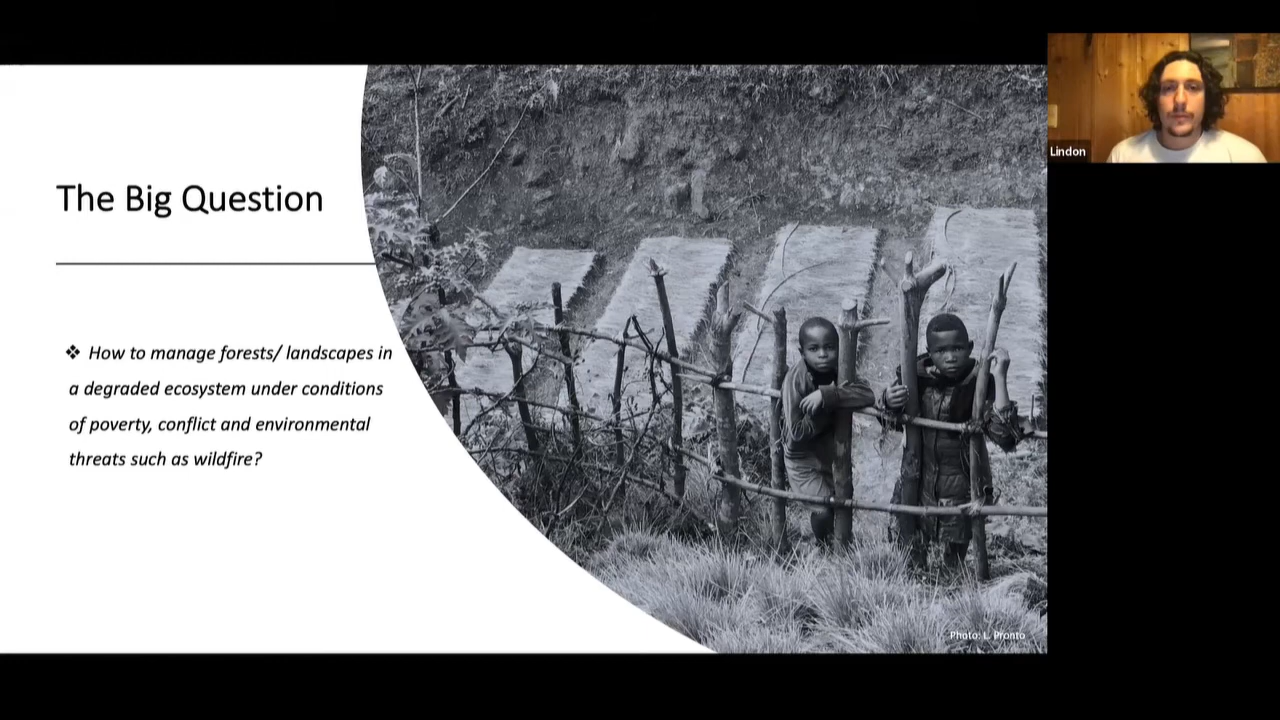 The Big Question
❖ How to manage forests/ landscapes in
a degraded ecosystem under conditions
of poverty, conflict and environmental
threats such as wildfire?
Photo: L. Pronto
Lindon